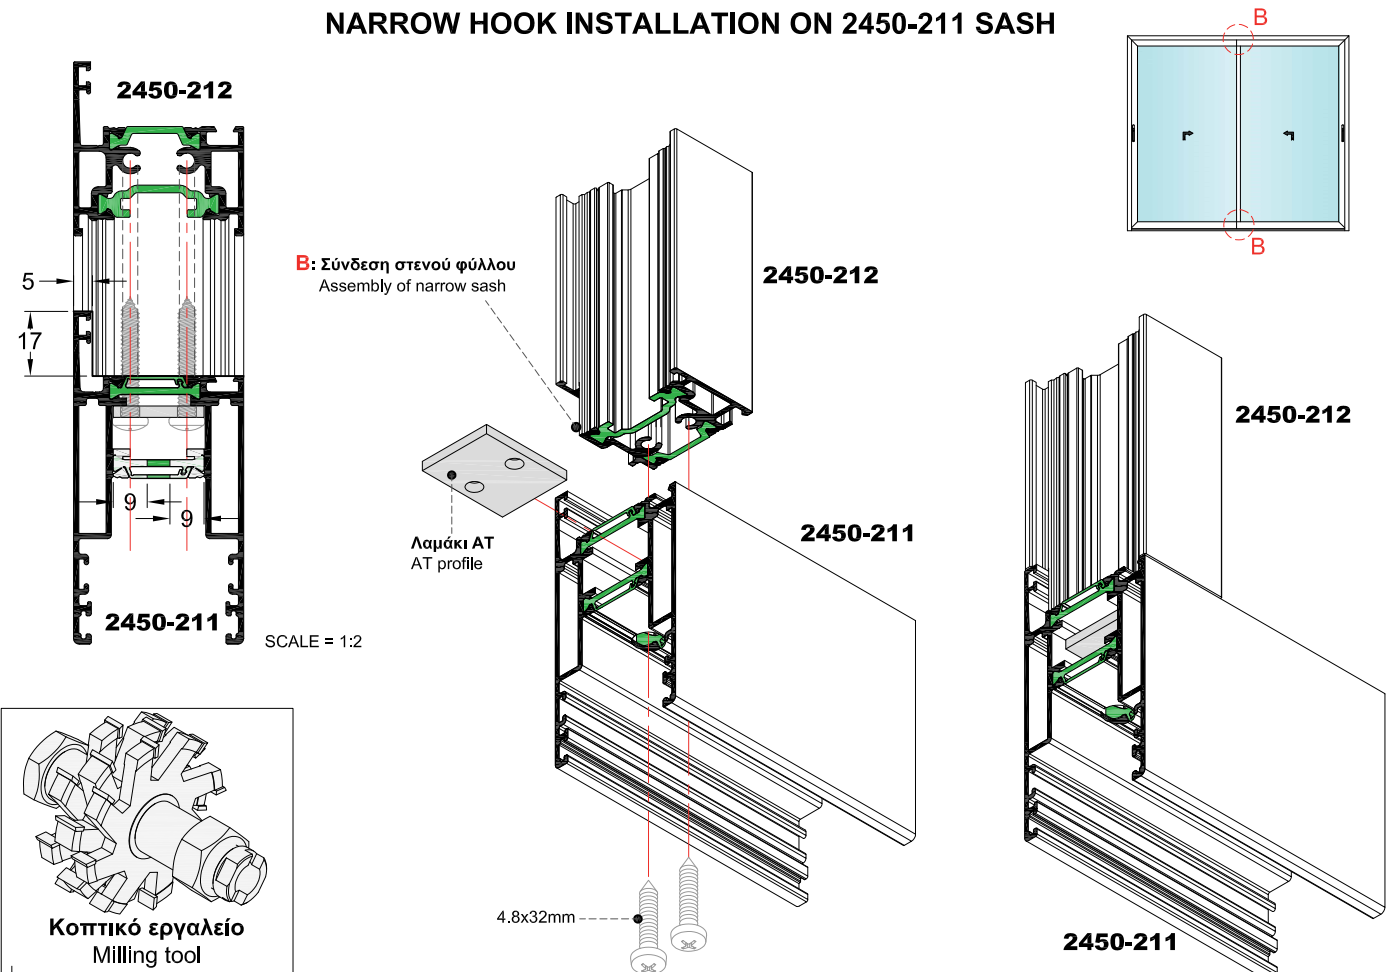 NARROW HOOK INSTALLATION ON 2450-211 SASH
B
B
2450-212
5
17
9
9
2450-211
SCALE = 1:2
B: Σύνδεση στενού φύλλου
Assembly of narrow sash
2450-212
Λαμάκι ΑΤ
AT profile
2450-211
4.8x32mm
2450-212
2450-211
Κοπτικό εργαλείο
Milling tool